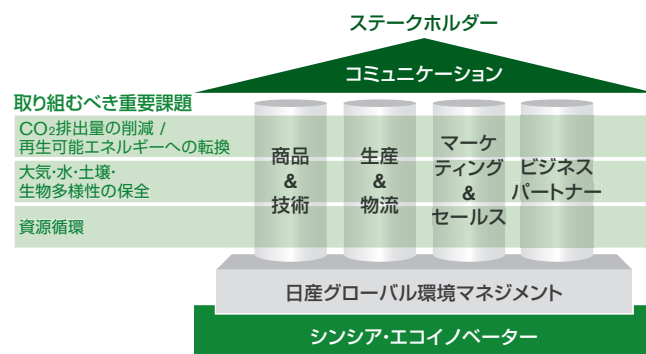 ステークホルダー
コミュニケーション
取り組むべき重要課題
CO₂排出量の削減 /
再生可能エネルギーへの転換
大気・水・土壌・
生物多様性の保全
資源循環
商品
&
技術
生産
&
物流
マーケ
ティング
&
セールス
ビジネス
パートナー
日産グローバル環境マネジメント
シンシア・エコイノベーター